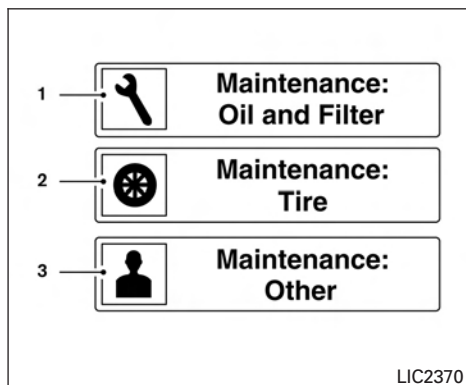 1
Maintenance:
Oil and Filter
2
Maintenance:
Tire
3
Maintenance:
Other
LIC2370